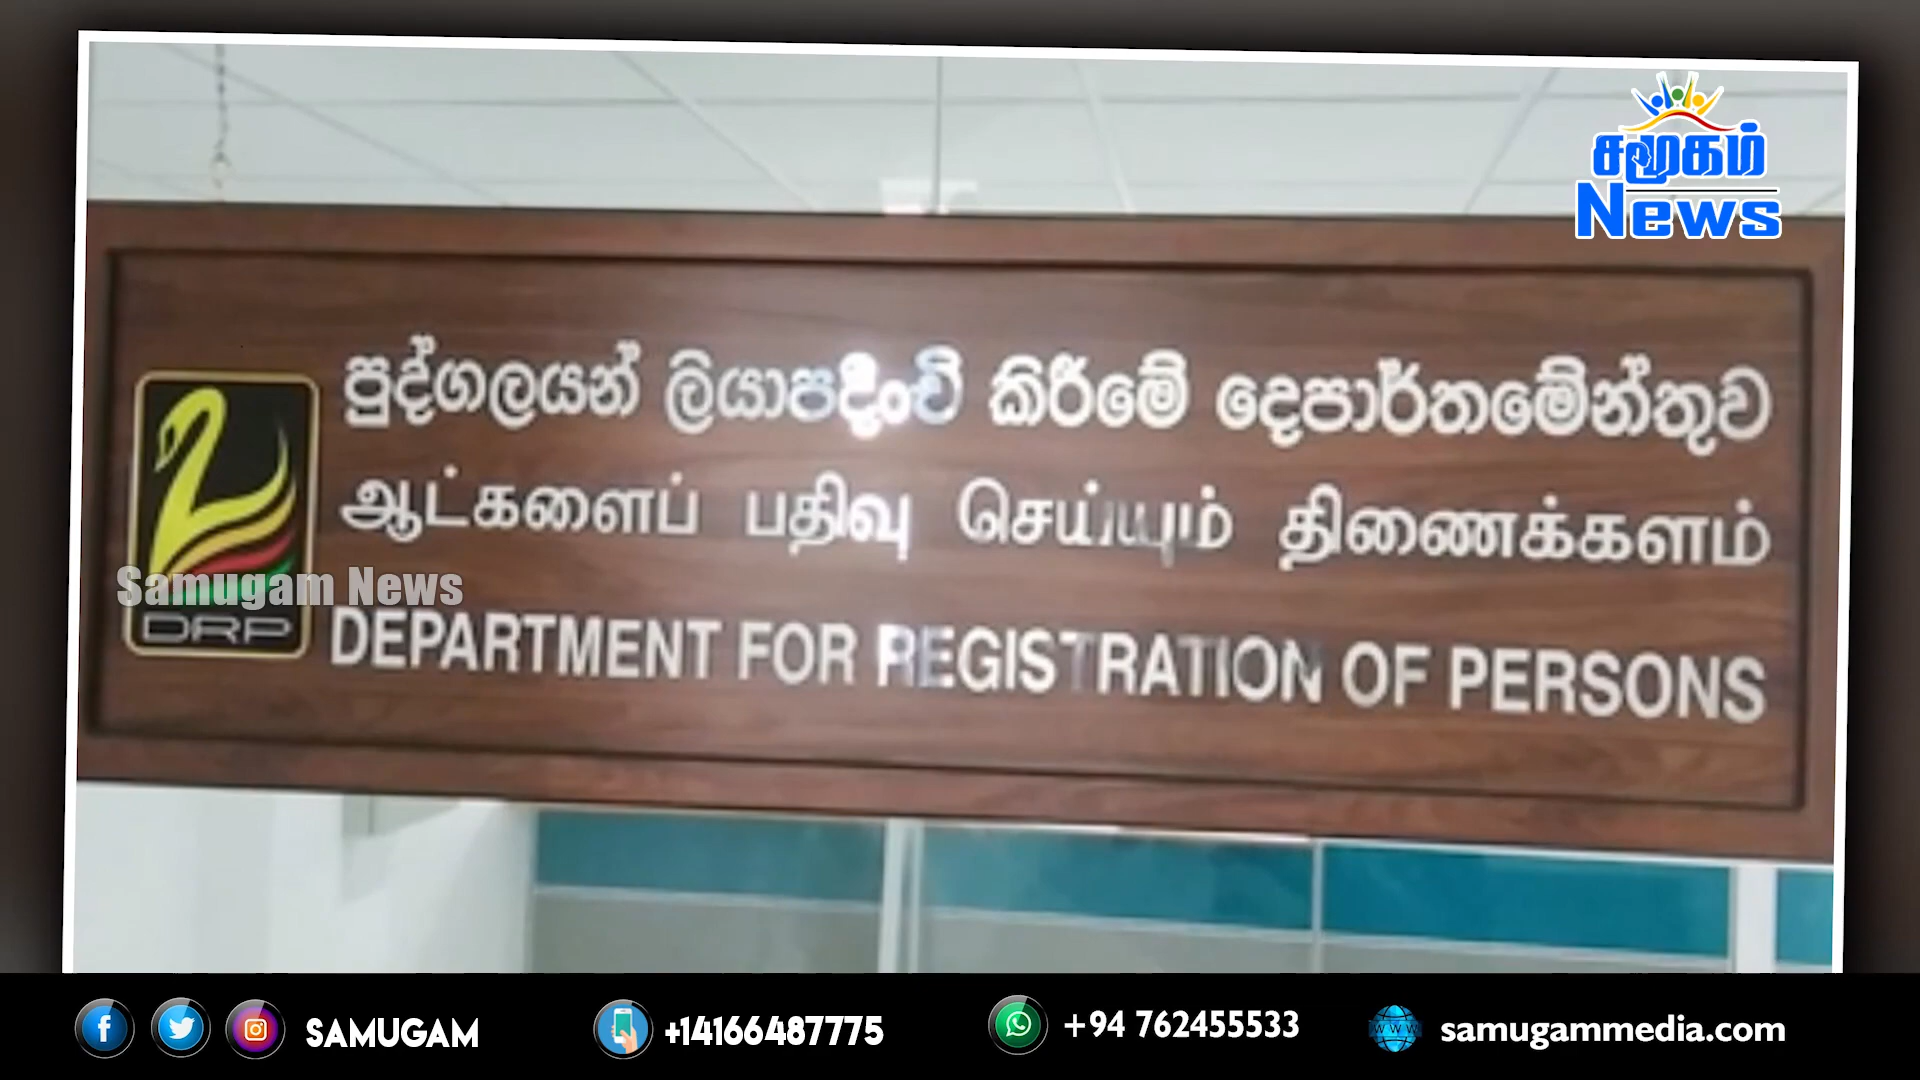 சமூகம்
News
පුද්ගලයන් ලියාපදිංචි කිරීමේ දෙපාර්තමේන්තුව
ஆட்களைப் பதிவு செய்யும் திணைக்களம்
Samugam News
DRP
DEPARTMENT FOR REGISTRATION OF PERSONS
SAMUGAM
+14166487775
+94 762455533
www
samugammedia.com